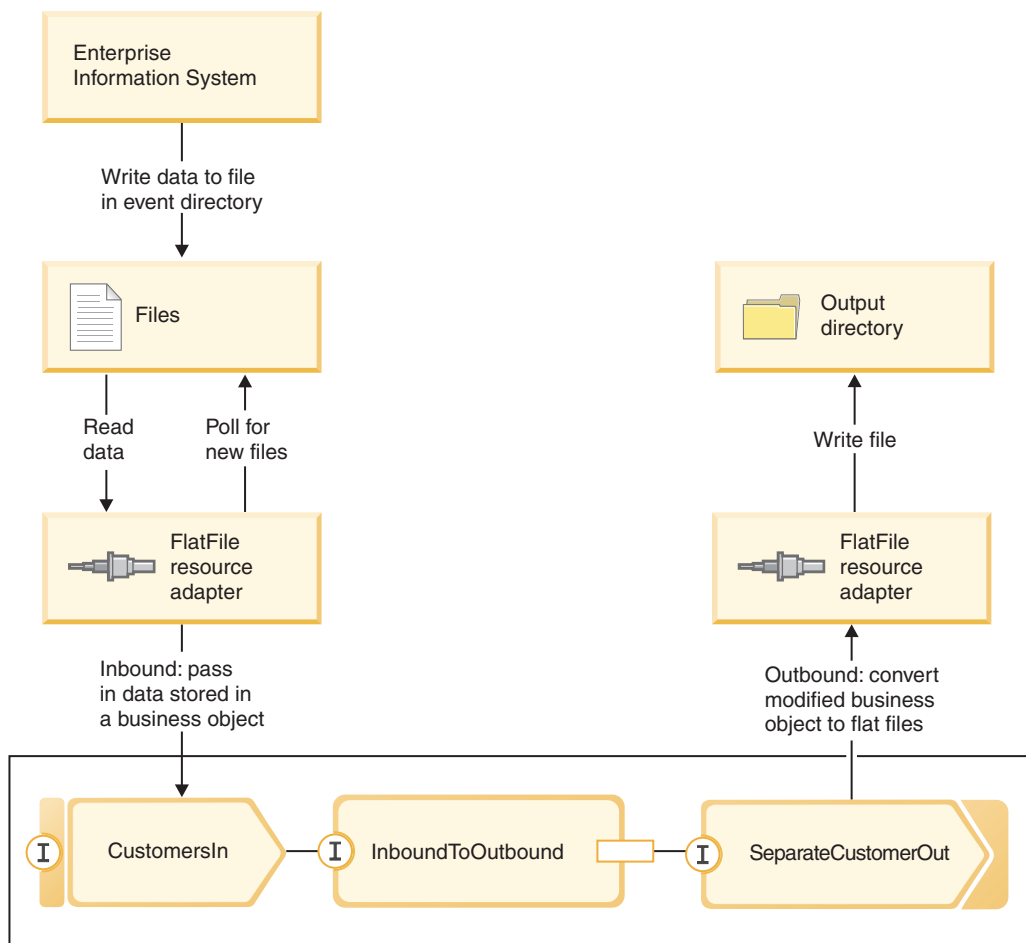 Enterprise
Information System
Write data to file
in event directory
Files
Output
directory
Read
data
Poll for
new files
Write file
FlatFile
resource
adapter
FlatFile
resource
adapter
Inbound: pass
in data stored in
a business object
Outbound: convert
modified business
object to flat files
I
CustomersIn
I
InboundToOutbound
I
SeparateCustomerOut